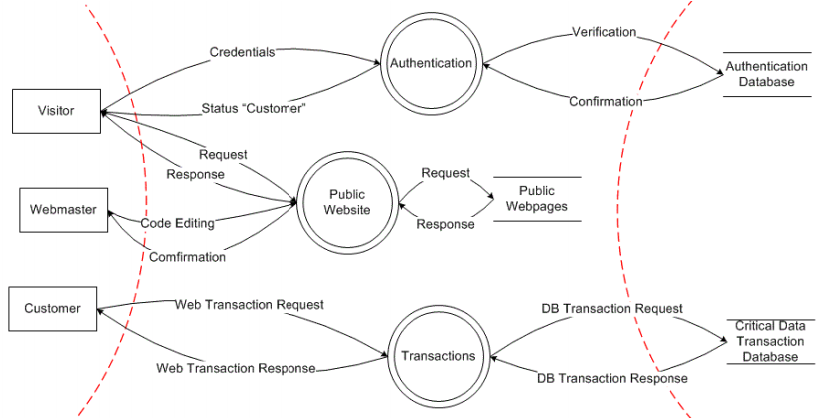 Credentials
Authentication
Verification
Authentication
Database
Status “Customer”
Confirmation
Visitor
Request
Response
Public
Website
Request
Response
Public
Webpages
Webmaster
Code Editing
Comfirmation
Customer
Web Transaction Request
Web Transaction Response
Transactions
DB Transaction Request
DB Transaction Response
Critical Data
Transaction
Database